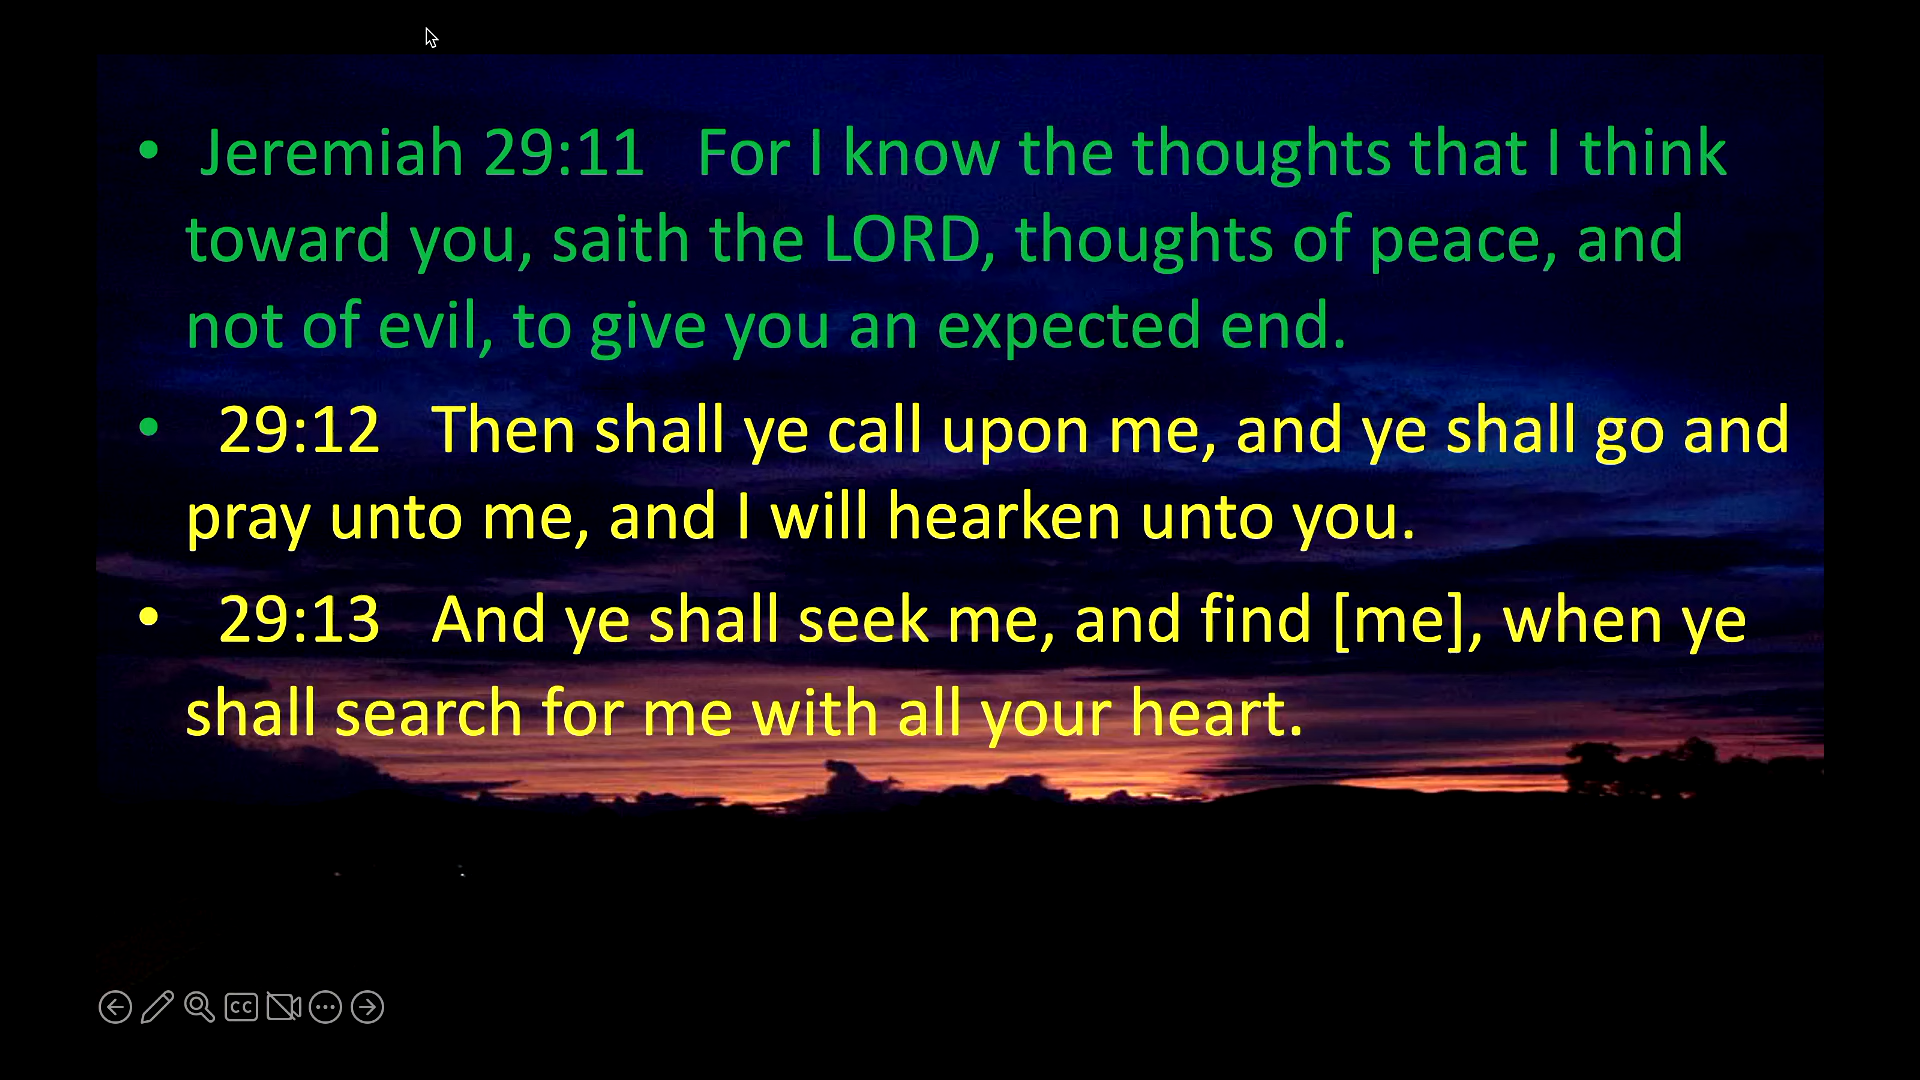 • Jeremiah 29:11 For I know the thoughts that I think
toward you, saith the LORD, thoughts of peace, and
not of evil, to give you an expected end.
• 29:12 Then shall ye call upon me, and ye shall go and
pray unto me, and I will hearken unto you.
• 29:13 And ye shall seek me, and find [me], when ye
shall search for me with all your heart.
CC